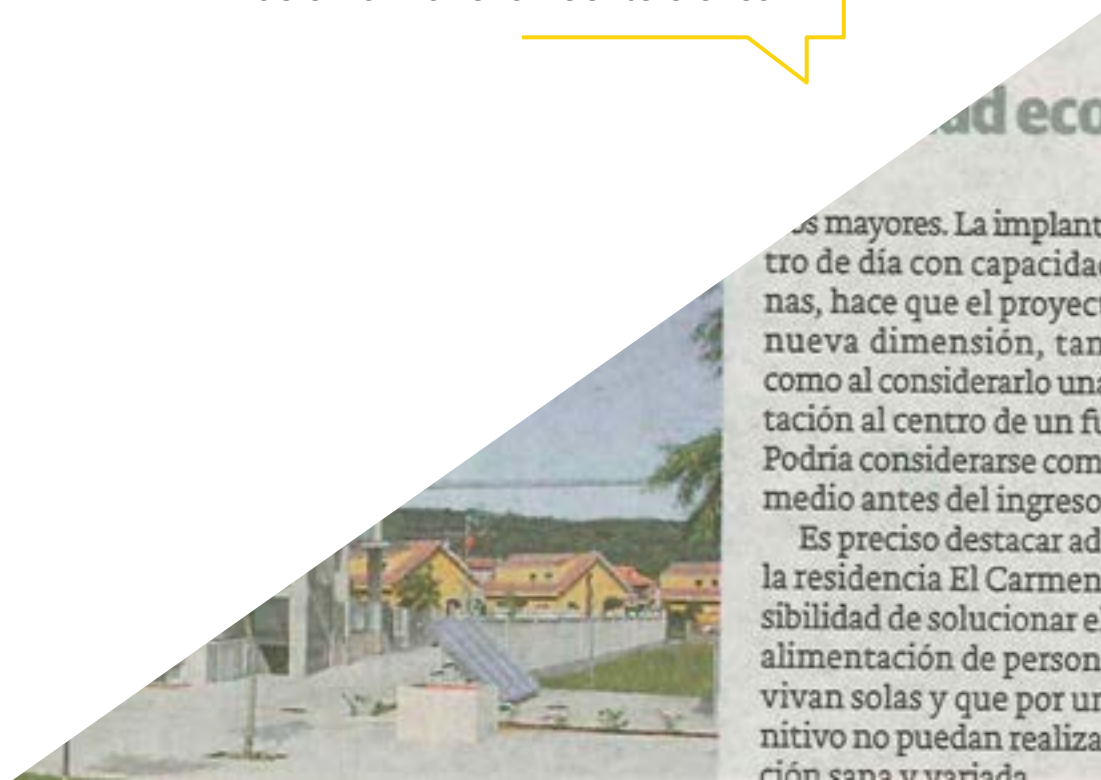 ad eco
os mayores. La implant
tro de día con capacidad
nas, hace que el proyect
nueva dimensión, tan
como al considerarlo una
tación al centro de un fu
Podría considerarse com
medio antes del ingreso
Es preciso destacar ad
la residencia El Carmen
sibilidad de solucionar el
alimentación de person
vivan solas y que por un
nitivo no puedan realiza
ción sana y variada